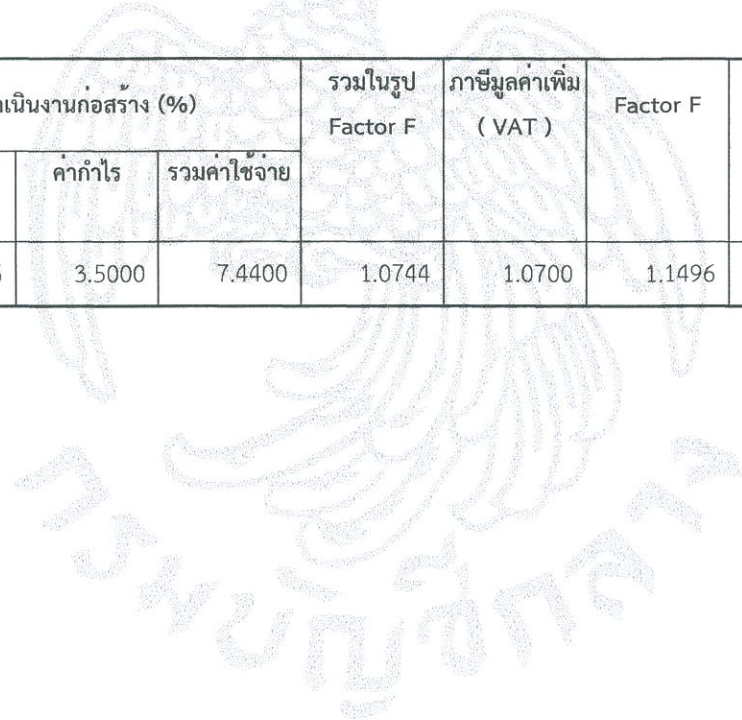 เนินงานก่อสร้าง (%)
รวมในรูป
Factor F
ภาษีมูลค่าเพิ่ม
( VAT )
Factor F
ค่ากำไร
รวมค่าใช้จ่าย
3.5000
7.4400
1.0744
1.0700
1.1496
กรมบัญชีกลาง